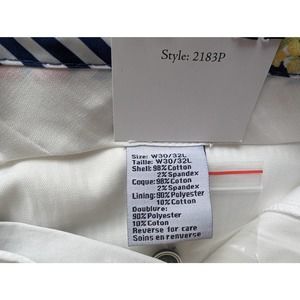 Style: 2183P
Size: W30/32L
Taille: W30/32L
Shell: 98% Cotton
2% Spandex
Coque: 98% Coton
2% Spandex
Lining: 90% Polyester
10% Cotton
Doublure:
90% Polyester
10% Coton
Reverse for care
Soins en renverse